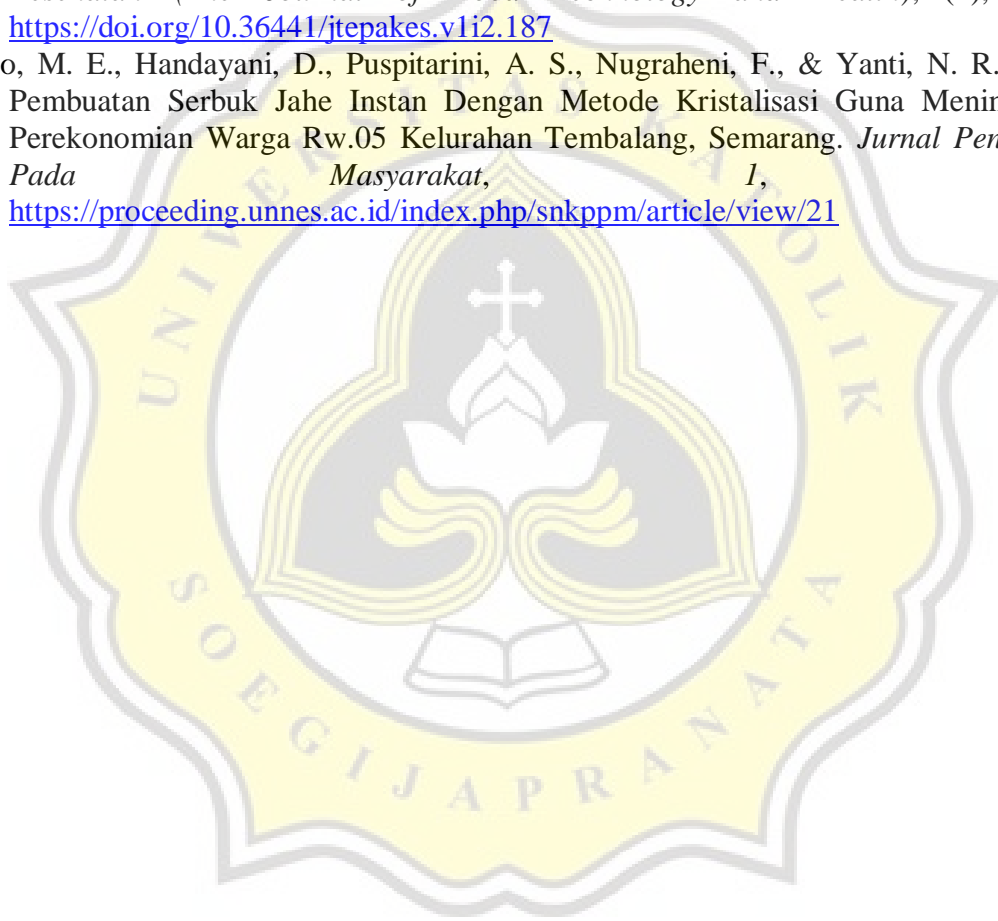 https://doi.org/10.36441/jtepakes.v1i2.187
o, M. E., Handayani, D., Puspitarini, A. S., Nugraheni, F., & Yanti, N. R.
Pembuatan Serbuk Jahe Instan Dengan Metode Kristalisasi Guna Menin
Perekonomian Warga Rw.05 Kelurahan Tembalang, Semarang. Jurnal Pen
Pada Masyarakat, 1,
https://proceeding.unnes.ac.id/index.php/snkppm/article/view/21
UNIVERSITAS KATOLIK
SOEGIJAPRANATA